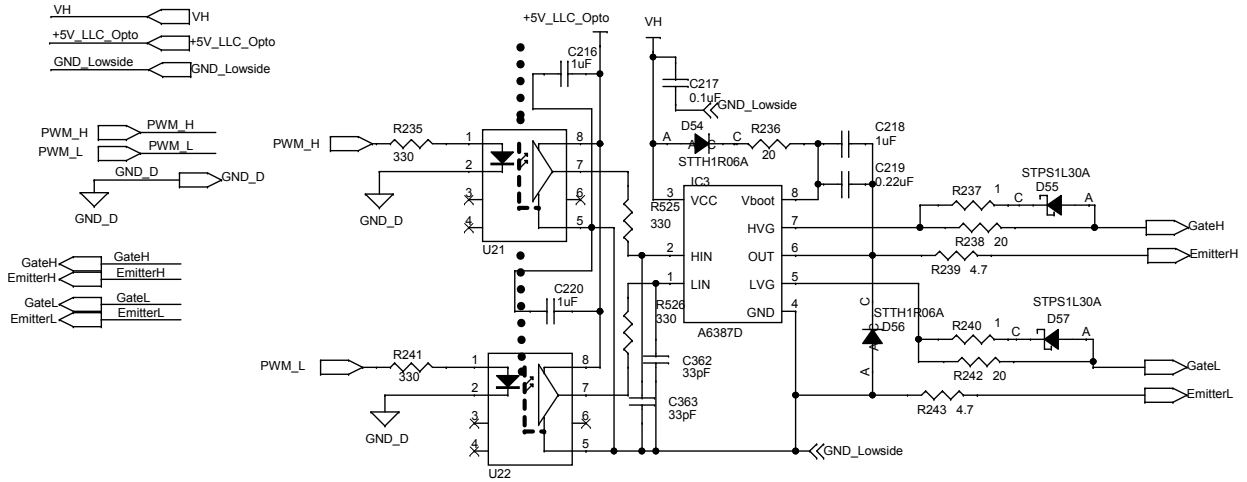 VH
VH
+5V_LLC_Opto
+5V_LLC_Opto
GND_Lowside
GND_Lowside
PWM_H
PWM_H
PWM_L
PWM_L
GND_D
GND_D
GND_D
GateH
GateH
EmitterH
EmitterH
GateL
GateL
EmitterL
EmitterL
+5V_LLC_Opto
C216
1uF
PWM_H
R235
330
1
2
3
4
8
7
6
5
U21
GND_D
C220
1uF
PWM_L
R241
330
1
2
3
4
8
7
6
5
U22
GND_D
R525
330
R526
330
C362
33pF
C363
33pF
VH
C217
0.1uF
GND_Lowside
D54
A
A
C
C
STTH1R06A
R236
20
C218
1uF
C219
0.22uF
IC3
3
VCC
Vboot
8
HVG
7
2
HIN
OUT
6
1
LIN
LVG
5
GND
4
A6387D
C
STTH1R06A
D56
A
R237
1
C
STPS1L30A
D55
A
R238
20
GateH
R239
4.7
EmitterH
R240
1
C
STPS1L30A
D57
A
R242
20
GateL
R243
4.7
EmitterL
GND_Lowside